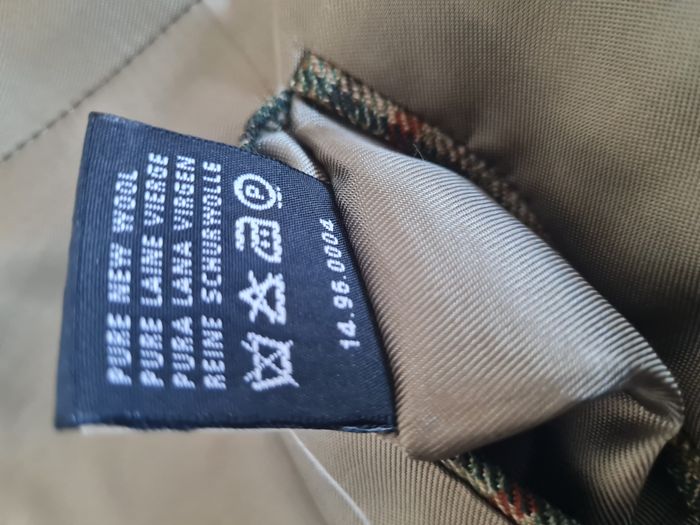 PURE NEW WOOL
PURE LAINE VIERGE
PURA LANA VIRGEN
REINE SCHURWOLLE
P
14.96.0004